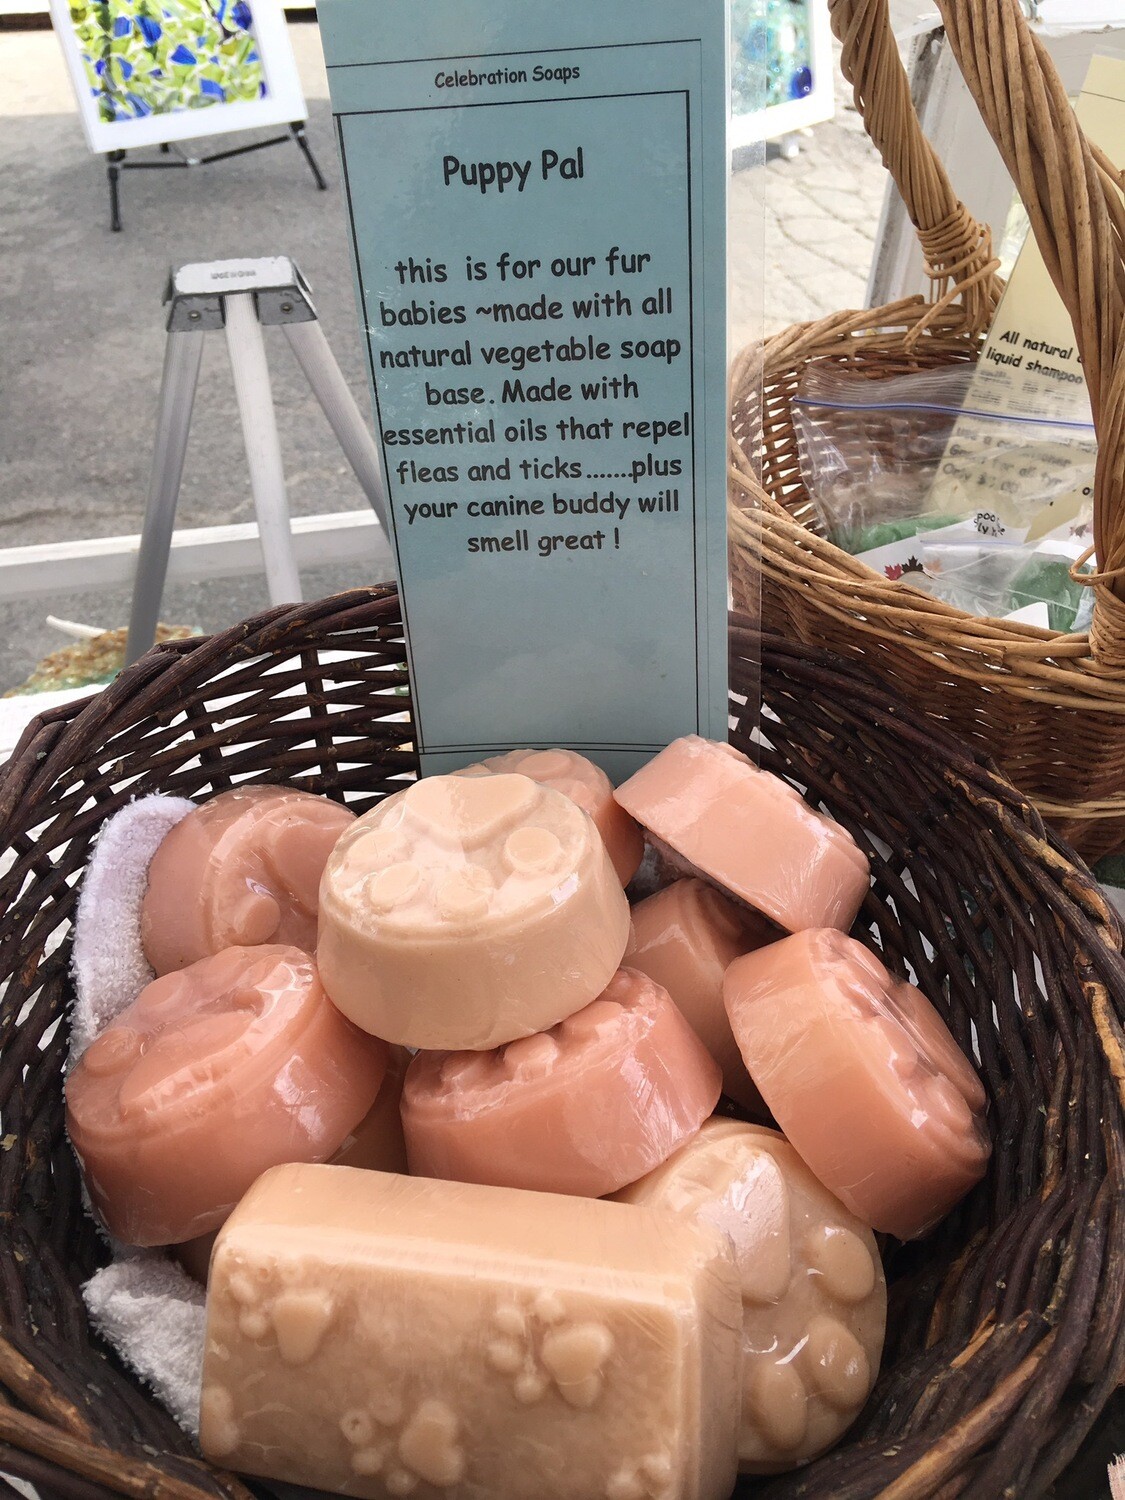 Celebration Soaps
Puppy Pal
this is for our fur
babies ~made with all
natural vegetable soap
base. Made with
essential oils that repel
fleas and ticks.......plus
your canine buddy will
smell great !
All natural
liquid shampoo